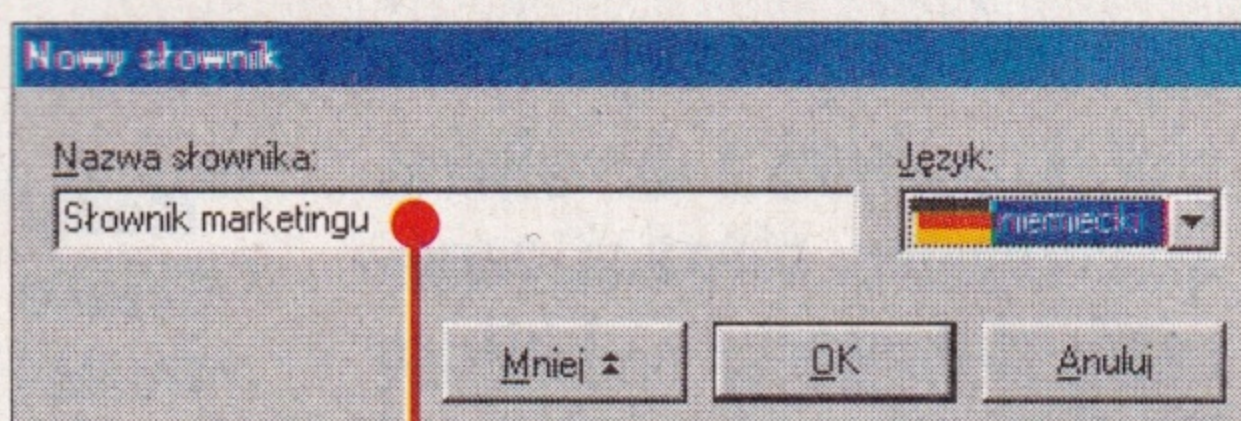 Nowy słownik
Nazwa słownika: Język:
Słownik marketingu niemiecki
Mniej OK Anuluj